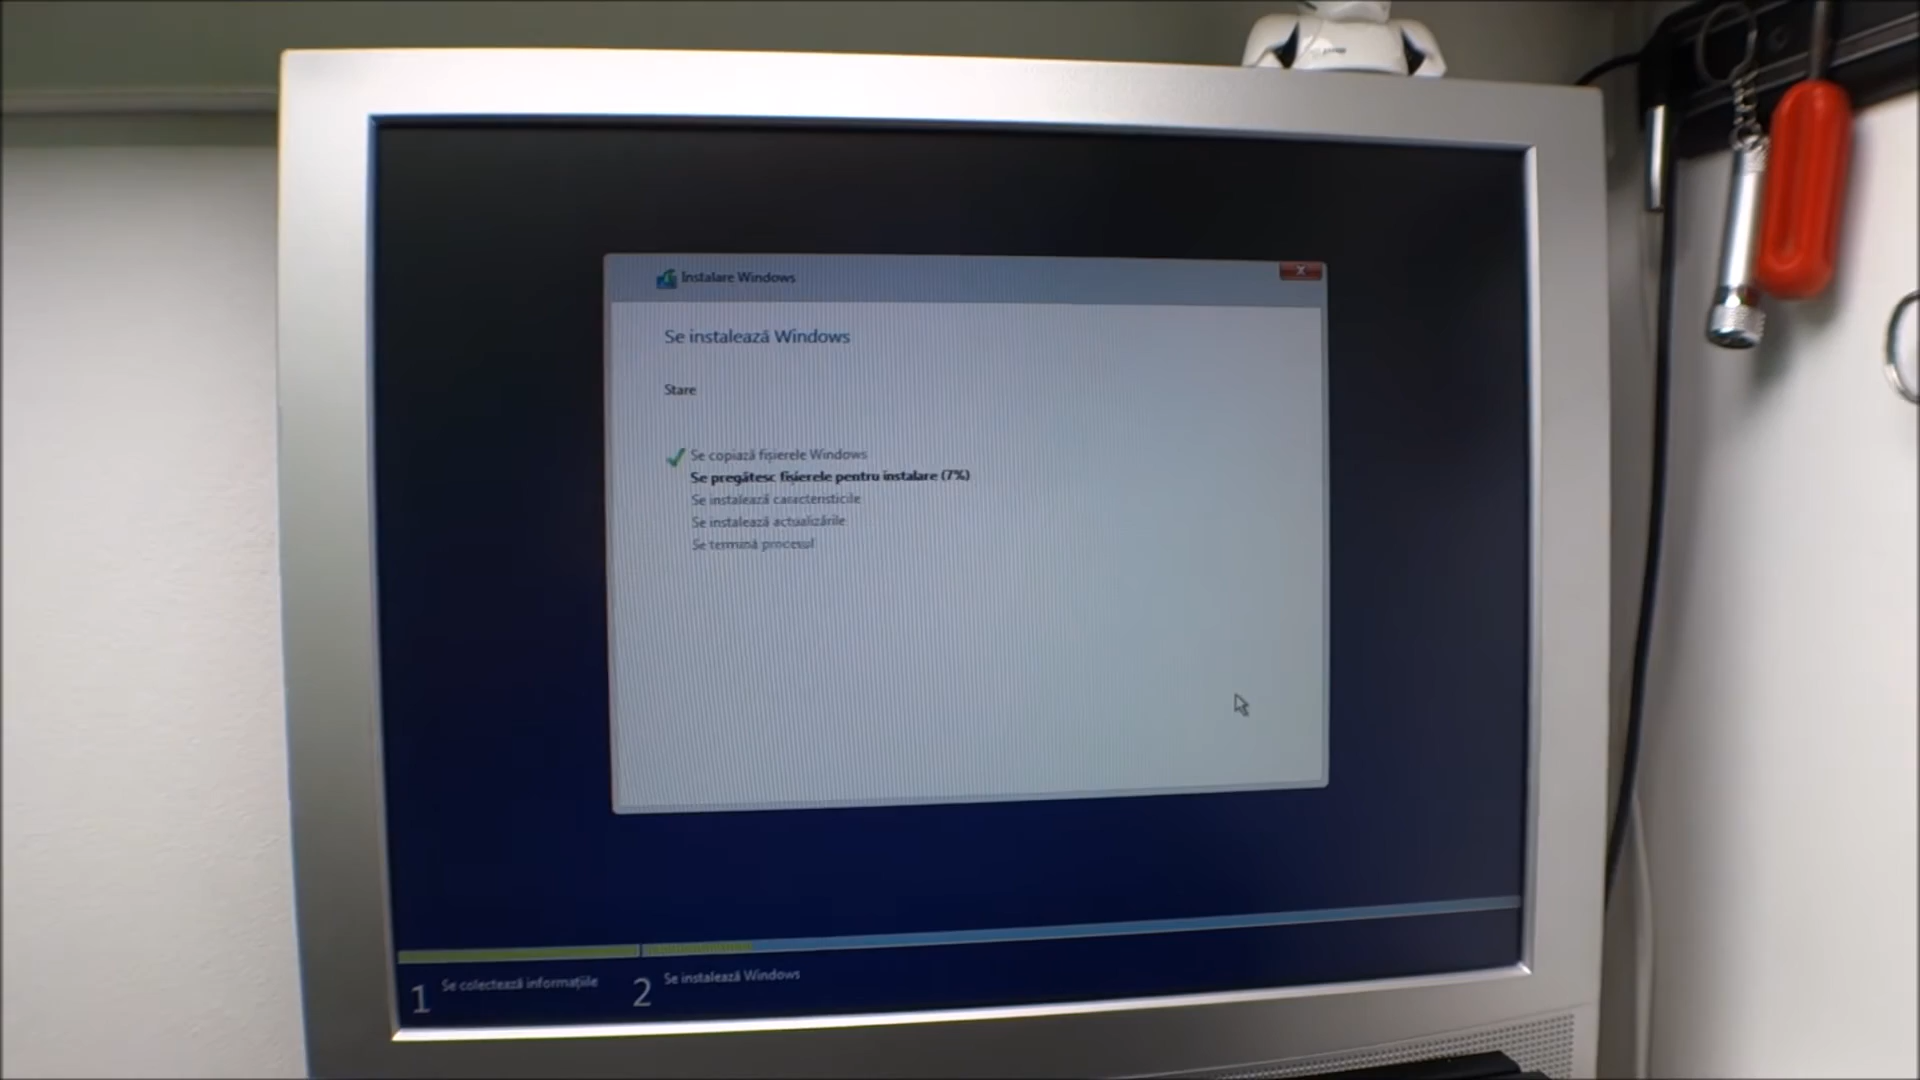 Instalare Windows
Se instalează Windows
Stare
Se copiază fișierele Windows
Se pregătesc fișierele pentru instalare (7%)
Se instalează caracteristicile
Se instalează actualizările
Se termină procesul
1 Se colectează informațiile
2 Se instalează Windows